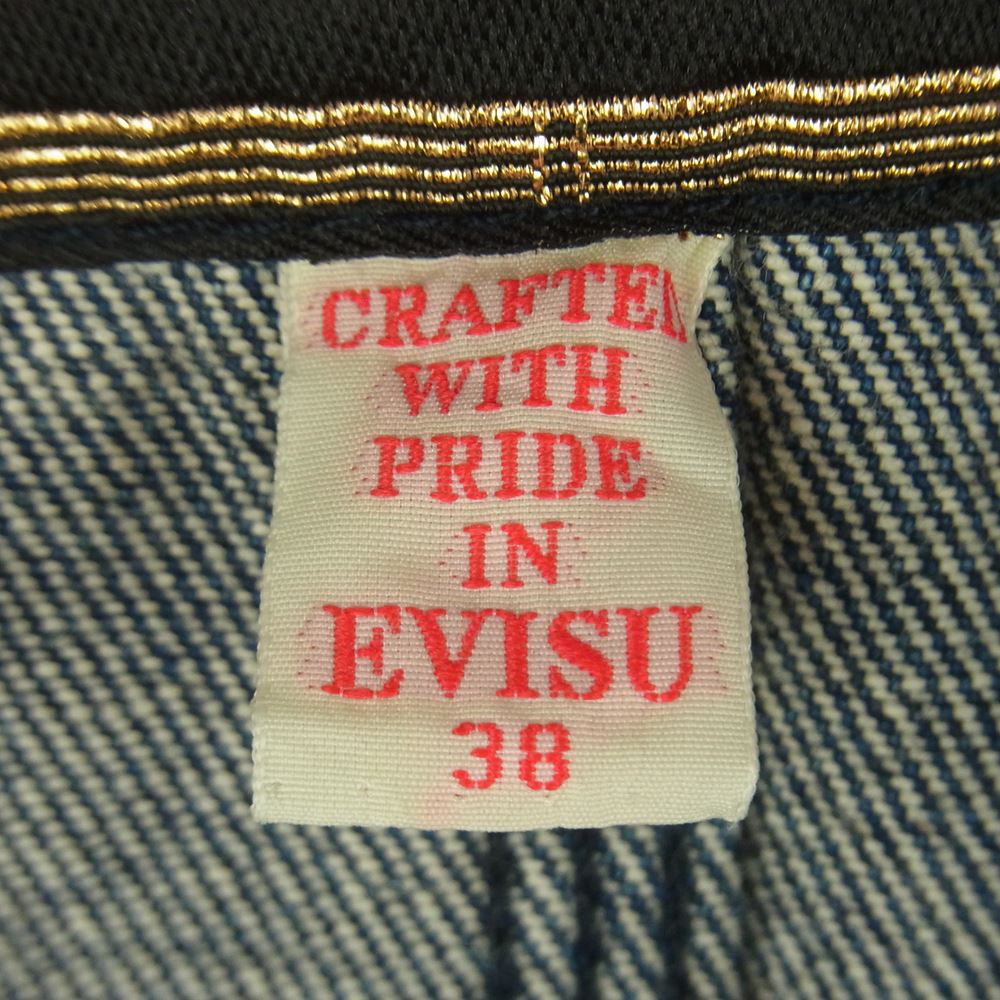 CRAFTED
WITH
PRIDE
IN
EVISU
38